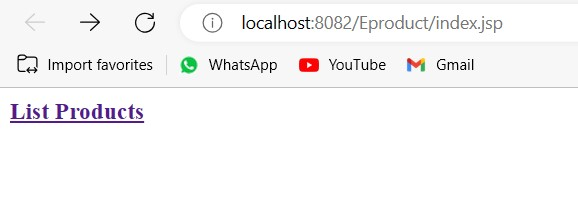 localhost:8082/Eproduct/index.jsp
Import favorites WhatsApp YouTube Gmail
List Products